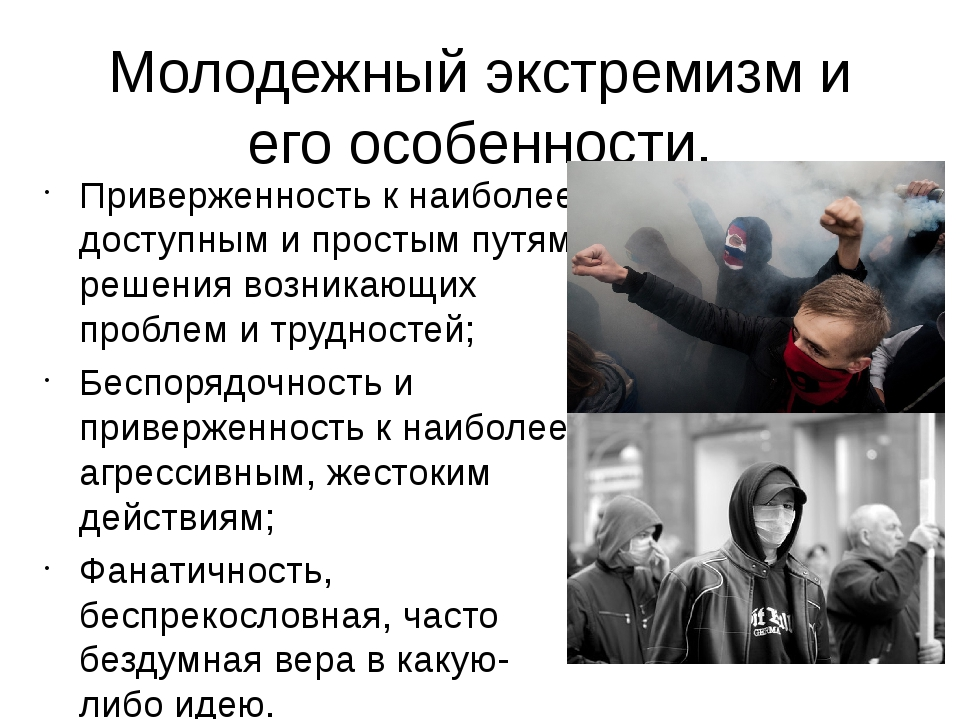 Молодежный экстремизм и
его особенности.
Приверженность к наиболее
доступным и простым путям
решения возникающих
проблем и трудностей;
Беспорядочность и
приверженность к наиболее
агрессивным, жестоким
действиям;
Фанатичность,
беспрекословная, часто
бездумная вера в какую-
либо идею.